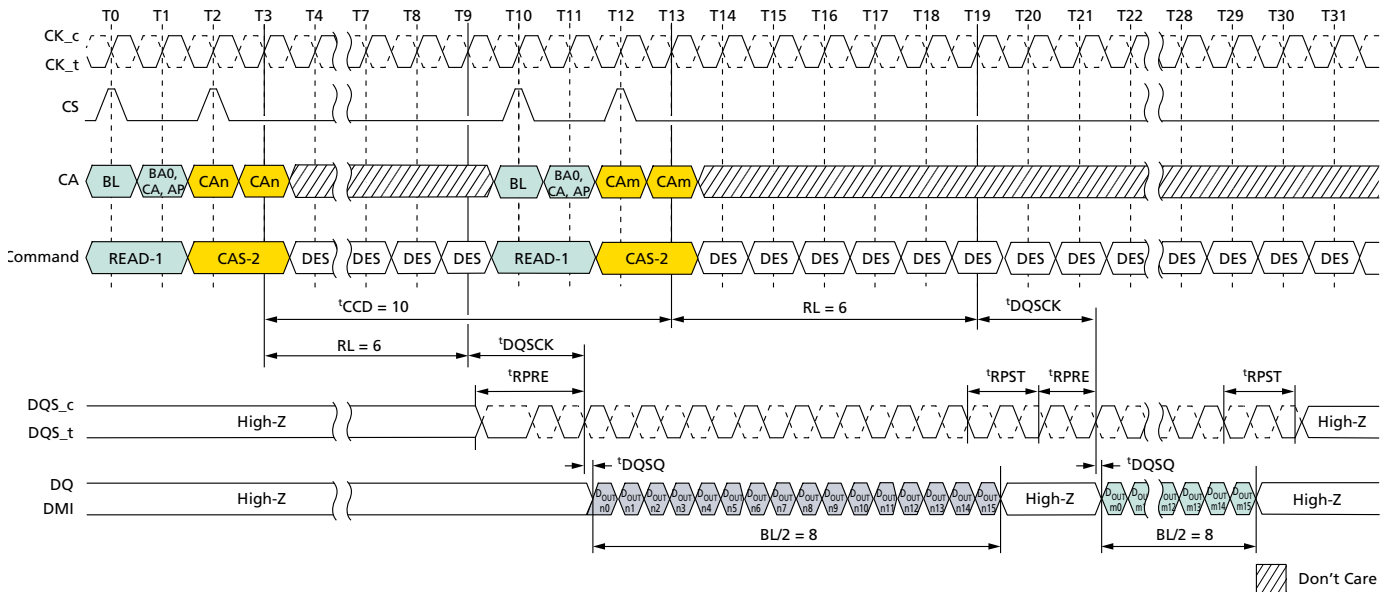 T0 T1 T2 T3 T4 T7 T8 T9 T10 T11 T12 T13 T14 T15 T16 T17 T18 T19 T20 T21 T22 T28 T29 T30 T31
CK_c
CK_t
CS
CA BL BA0, CA, AP CAn CAn BL BA0, CA, AP CAm CAm
Command READ-1 CAS-2 DES DES DES DES READ-1 CAS-2 DES DES DES DES DES DES DES DES DES DES DES DES DES
tCCD = 10 RL = 6 tDQSCK
RL = 6 tDQSCK
tRPRE tRPST tRPRE tRPST
DQS_c
DQS_t
High-Z High-Z
tDQSQ tDQSQ
DQ
DMI
High-Z DOUT n0 DOUT n1 DOUT n2 DOUT n3 DOUT n4 DOUT n5 DOUT n6 DOUT n7 DOUT n8 DOUT n9 DOUT n10 DOUT n11 DOUT n12 DOUT n13 DOUT n14 DOUT n15 High-Z DOUT m0 DOUT m12 DOUT m13 DOUT m14 DOUT m15 High-Z
BL/2 = 8 BL/2 = 8
Don't Care